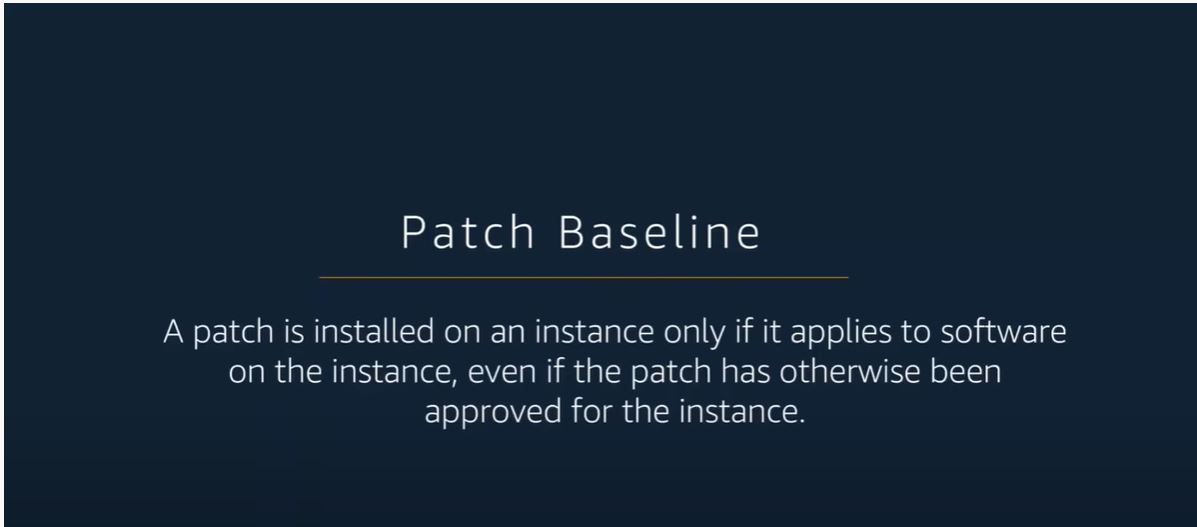 Patch Baseline
A patch is installed on an instance only if it applies to software
on the instance, even if the patch has otherwise been
approved for the instance.